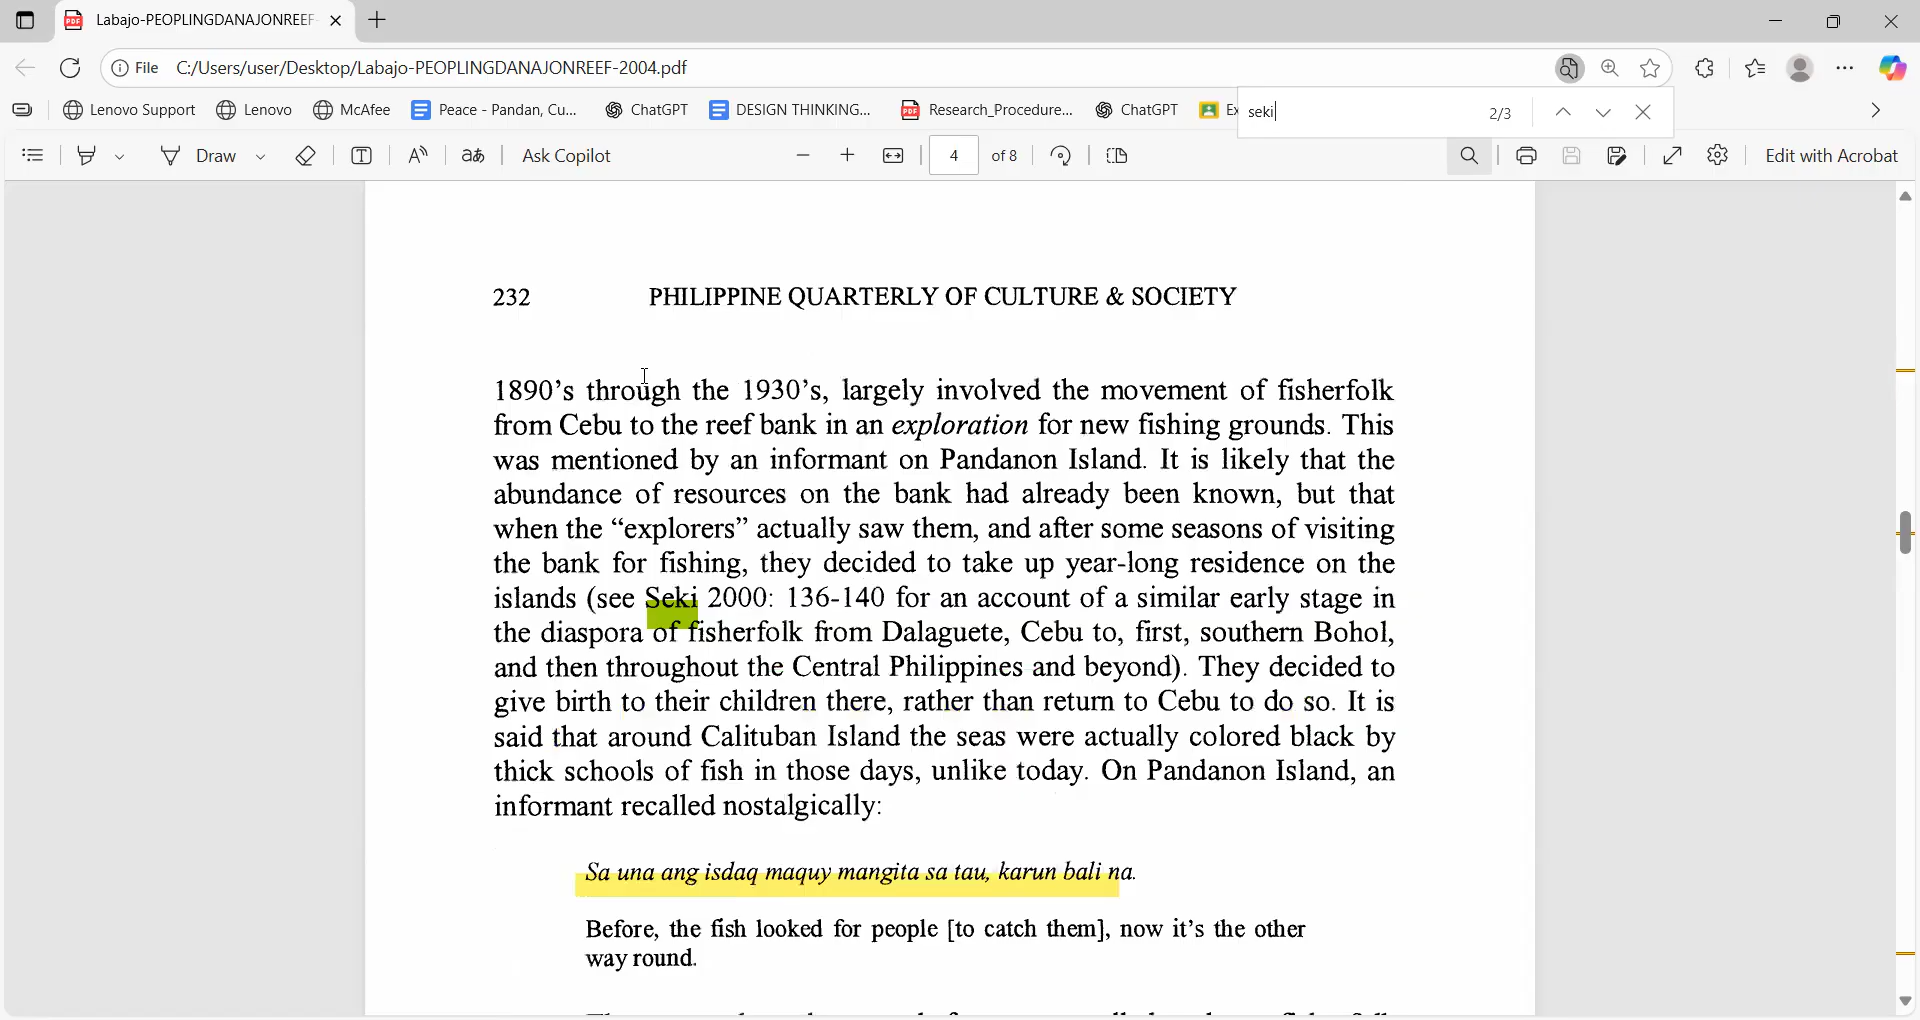 Labajo-PEOPLINGDANAJONREEF-
File C:/Users/user/Desktop/Labajo-PEOPLINGDANAJONREEF-2004.pdf
Lenovo Support Lenovo McAfee Peace - Pandan, Cu... ChatGPT DESIGN THINKING... Research_Procedure... ChatGPT Ex
seki 2/3
Draw Ask Copilot 4 of 8 Edit with Acrobat
232 PHILIPPINE QUARTERLY OF CULTURE & SOCIETY
1890's through the 1930's, largely involved the movement of fisherfolk
from Cebu to the reef bank in an exploration for new fishing grounds. This
was mentioned by an informant on Pandanon Island. It is likely that the
abundance of resources on the bank had already been known, but that
when the “explorers” actually saw them, and after some seasons of visiting
the bank for fishing, they decided to take up year-long residence on the
islands (see Seki 2000: 136-140 for an account of a similar early stage in
the diaspora of fisherfolk from Dalaguete, Cebu to, first, southern Bohol,
and then throughout the Central Philippines and beyond). They decided to
give birth to their children there, rather than return to Cebu to do so. It is
said that around Calituban Island the seas were actually colored black by
thick schools of fish in those days, unlike today. On Pandanon Island, an
informant recalled nostalgically:
Sa una ang isdaq maquy mangita sa tau, karun bali na.
Before, the fish looked for people [to catch them], now it's the other
way round.